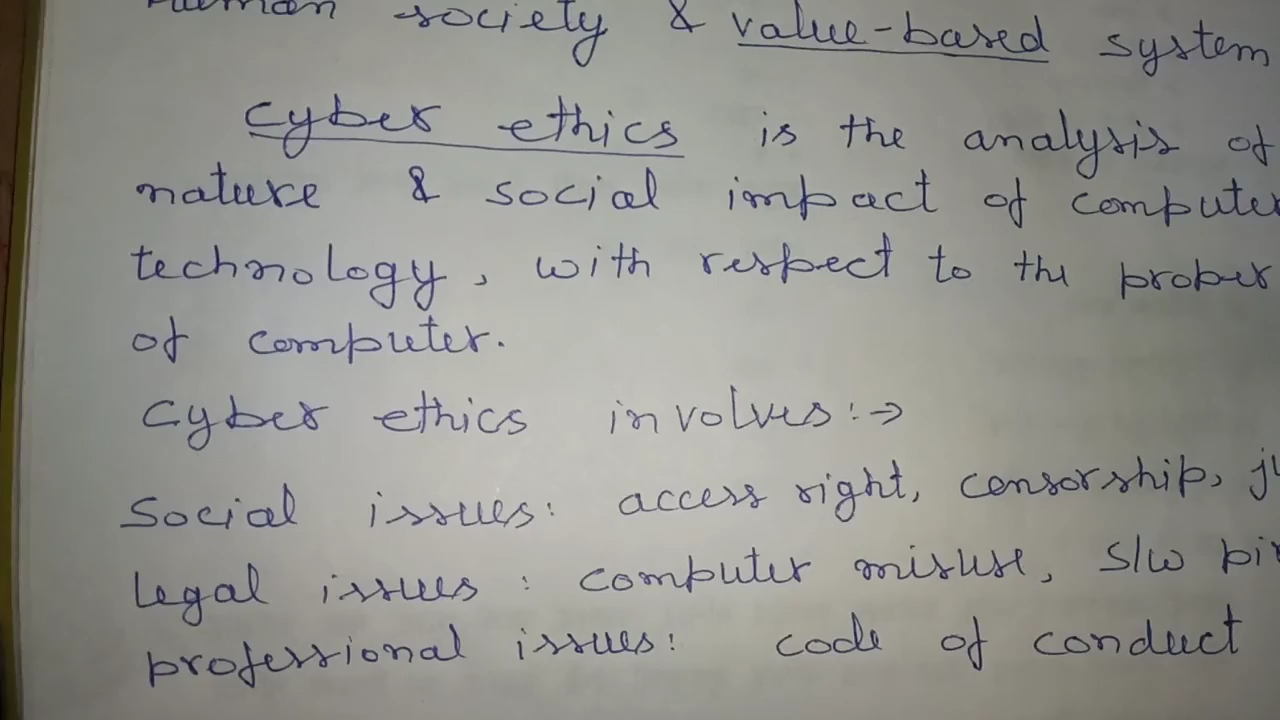 Human society & value-based system
Cyber ethics is the analysis of
nature & social impact of computer
technology, with respect to the proper
of computer.
Cyber ethics involves :→
Social issues: access right, censorship,
legal issues : computer misuse, S/W
professional issues: code of conduct